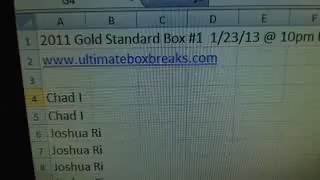 A B C D E F
1 2011 Gold Standard Box #1 1/23/13 @ 10pm
2 www.ultimateboxbreaks.com
3
4 Chad I
5 Chad I
6 Joshua Ri
7 Joshua Ri
8 Joshua Ri